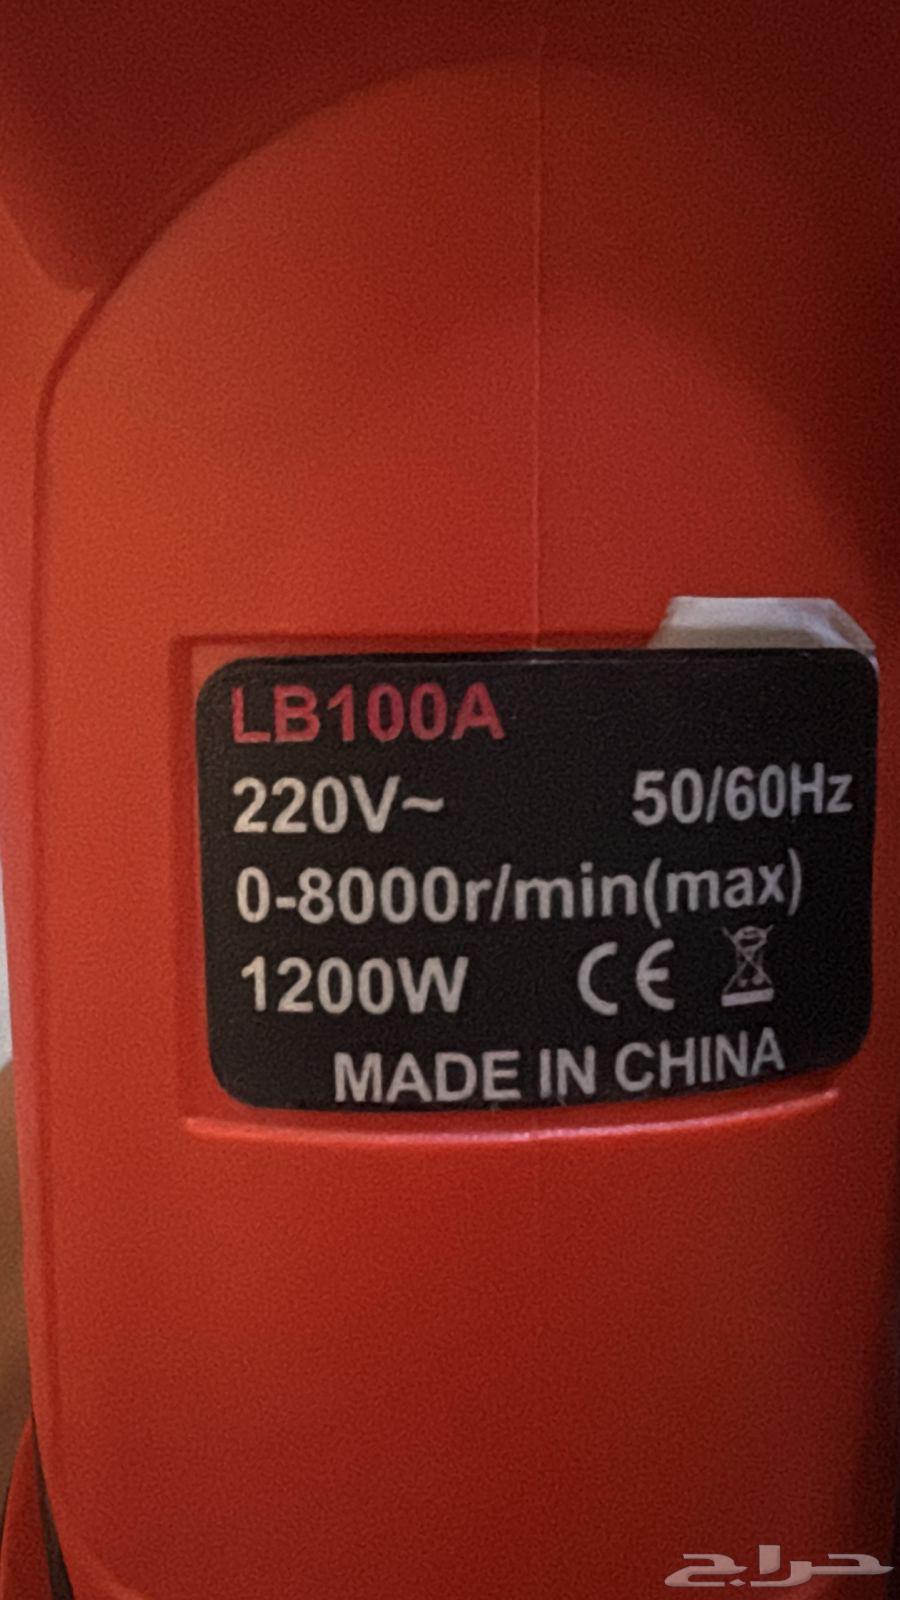 LB100A
220V~ 50/60Hz
0-8000r/min(max)
1200W CE
MADE IN CHINA
حراج